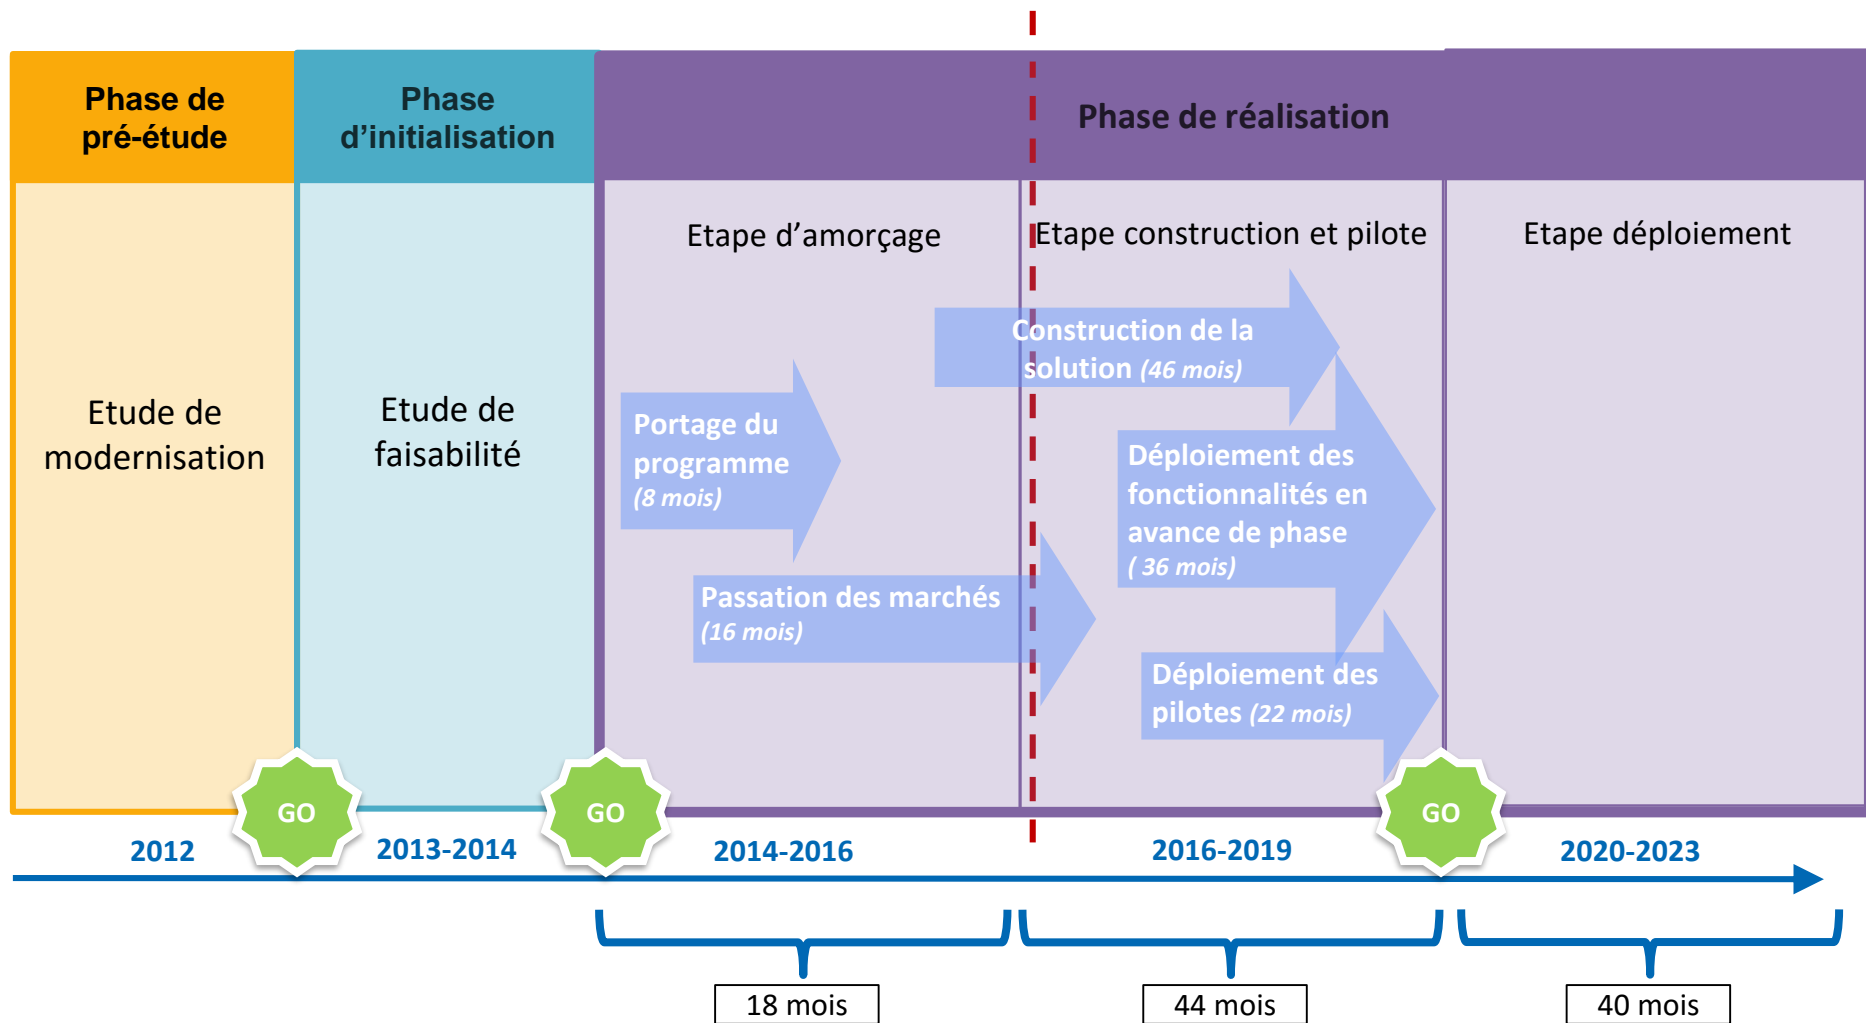 Phase de
pré-étude
Phase
d’initialisation
Phase de réalisation
Etape d’amorçage
Etape construction et pilote
Etape déploiement
Etude de
modernisation
Etude de
faisabilité
Portage du
programme
(8 mois)
Passation des marchés
(16 mois)
Construction de la
solution (46 mois)
Déploiement des
fonctionnalités en
avance de phase
( 36 mois)
Déploiement des
pilotes (22 mois)
GO
GO
GO
2012
2013-2014
2014-2016
2016-2019
2020-2023
18 mois
44 mois
40 mois